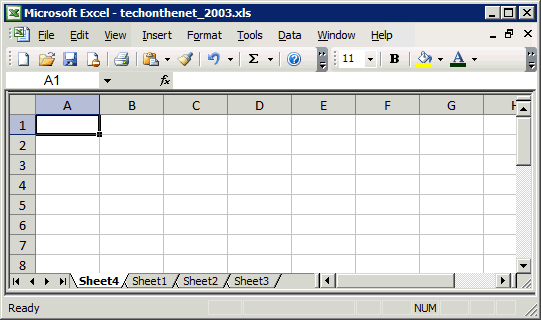 Microsoft Excel - techonthenet_2003.xls
File Edit View Insert Format Tools Data Window Help
11 B A
A1 fx
A B C D E F G H
1
2
3
4
5
6
7
8
Sheet4 Sheet1 Sheet2 Sheet3
Ready NUM